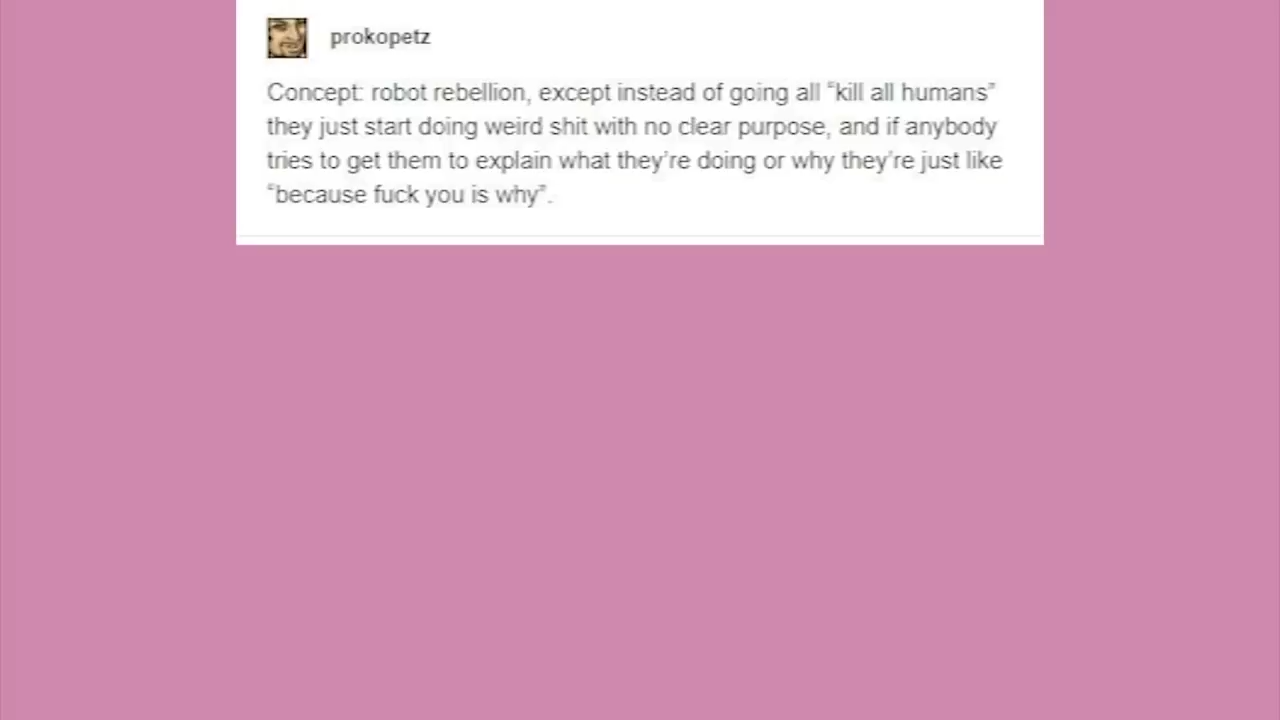 prokopetz
Concept: robot rebellion, except instead of going all “kill all humans”
they just start doing weird shit with no clear purpose, and if anybody
tries to get them to explain what they’re doing or why they’re just like
“because fuck you is why”.